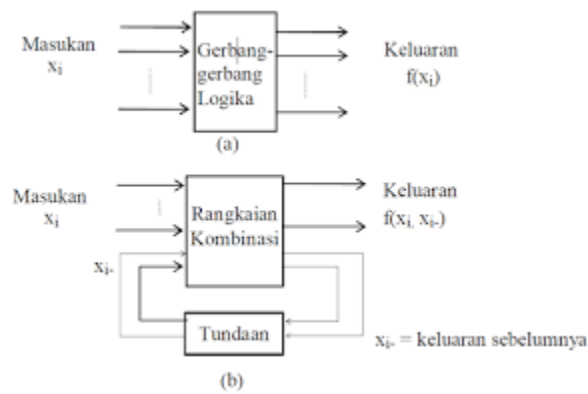 Masukan
xi
Gerbang-
gerbang
Logika
Keluaran
f(xi)
(a)
Masukan
xi
Rangkaian
Kombinasi
Keluaran
f(xi, xi-)
xi-
Tundaan
xi- = keluaran sebelumnya
(b)